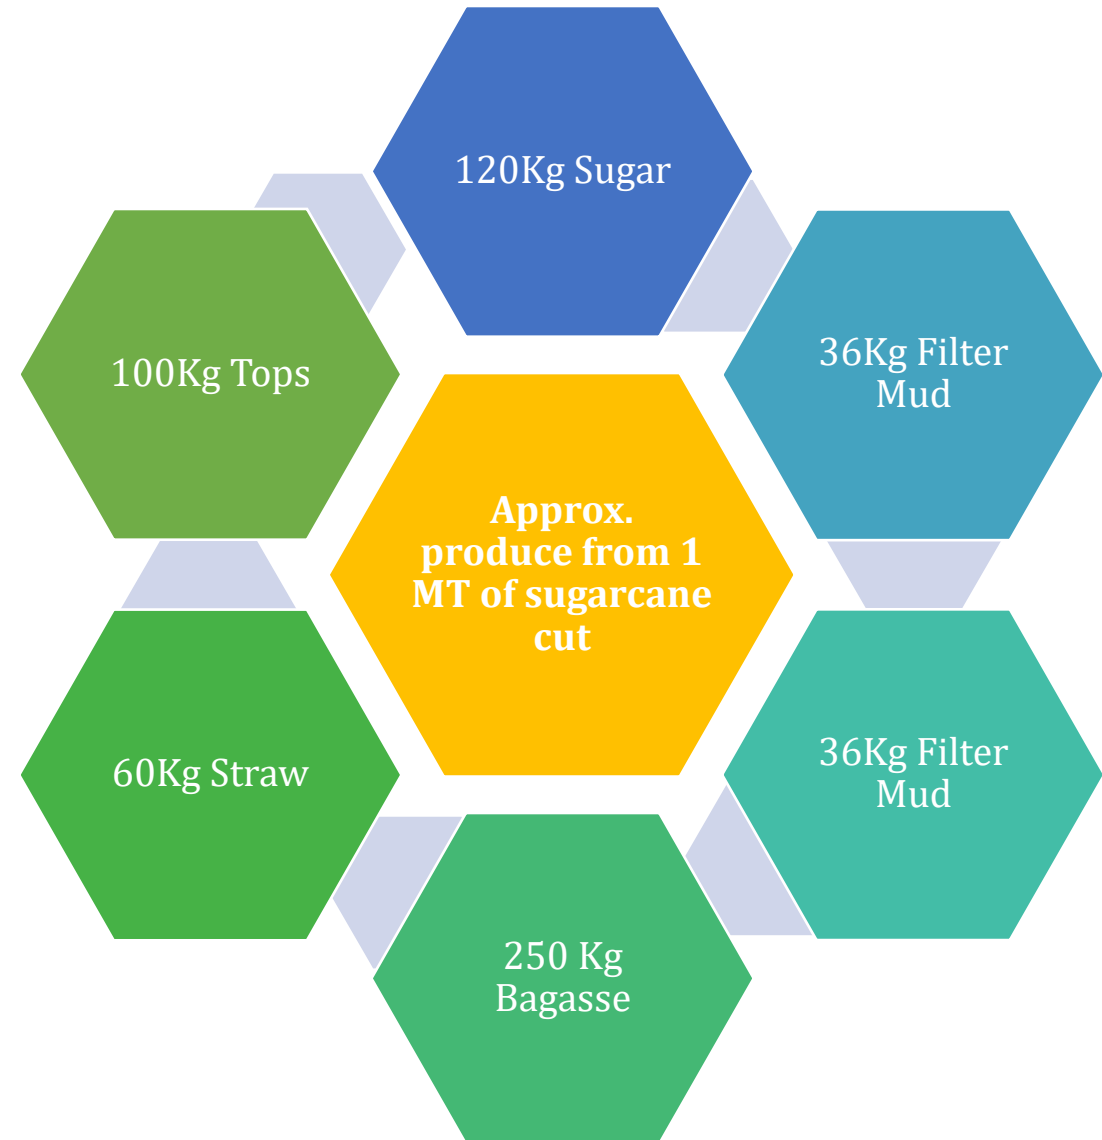 120Kg Sugar
36Kg Filter
Mud
36Kg Filter
Mud
250 Kg
Bagasse
60Kg Straw
100Kg Tops
Approx.
produce from 1
MT of sugarcane
cut